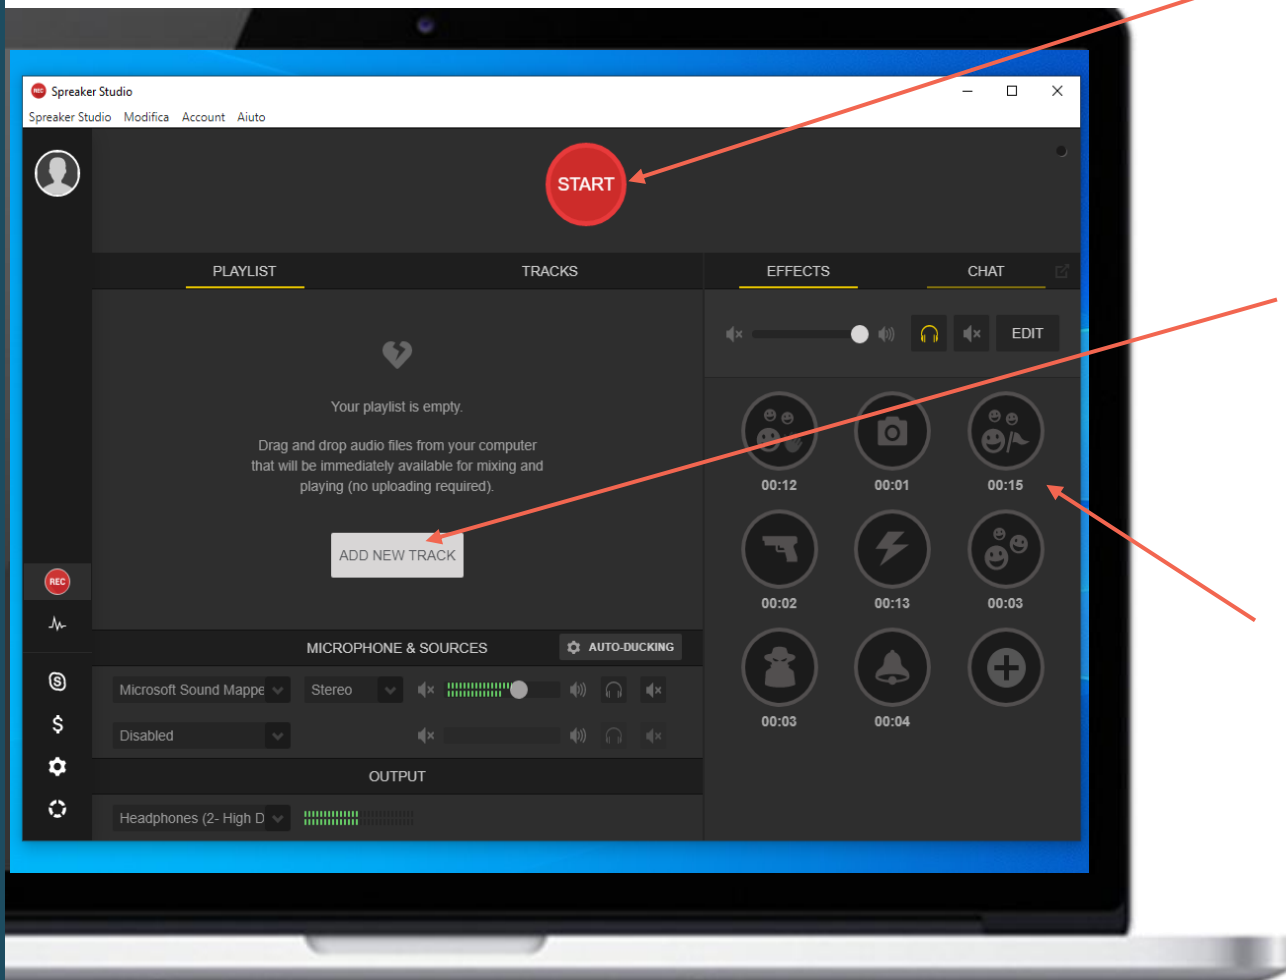 REC Spreaker Studio
Spreaker Studio Modifica Account Aiuto
START
PLAYLIST TRACKS EFFECTS CHAT
EDIT
Your playlist is empty.
Drag and drop audio files from your computer
that will be immediately available for mixing and
playing (no uploading required).
ADD NEW TRACK
00:12 00:01 00:15
00:02 00:13 00:03
00:03 00:04
REC
MICROPHONE & SOURCES AUTO-DUCKING
Microsoft Sound Mappe Stereo
Disabled
OUTPUT
Headphones (2- High D